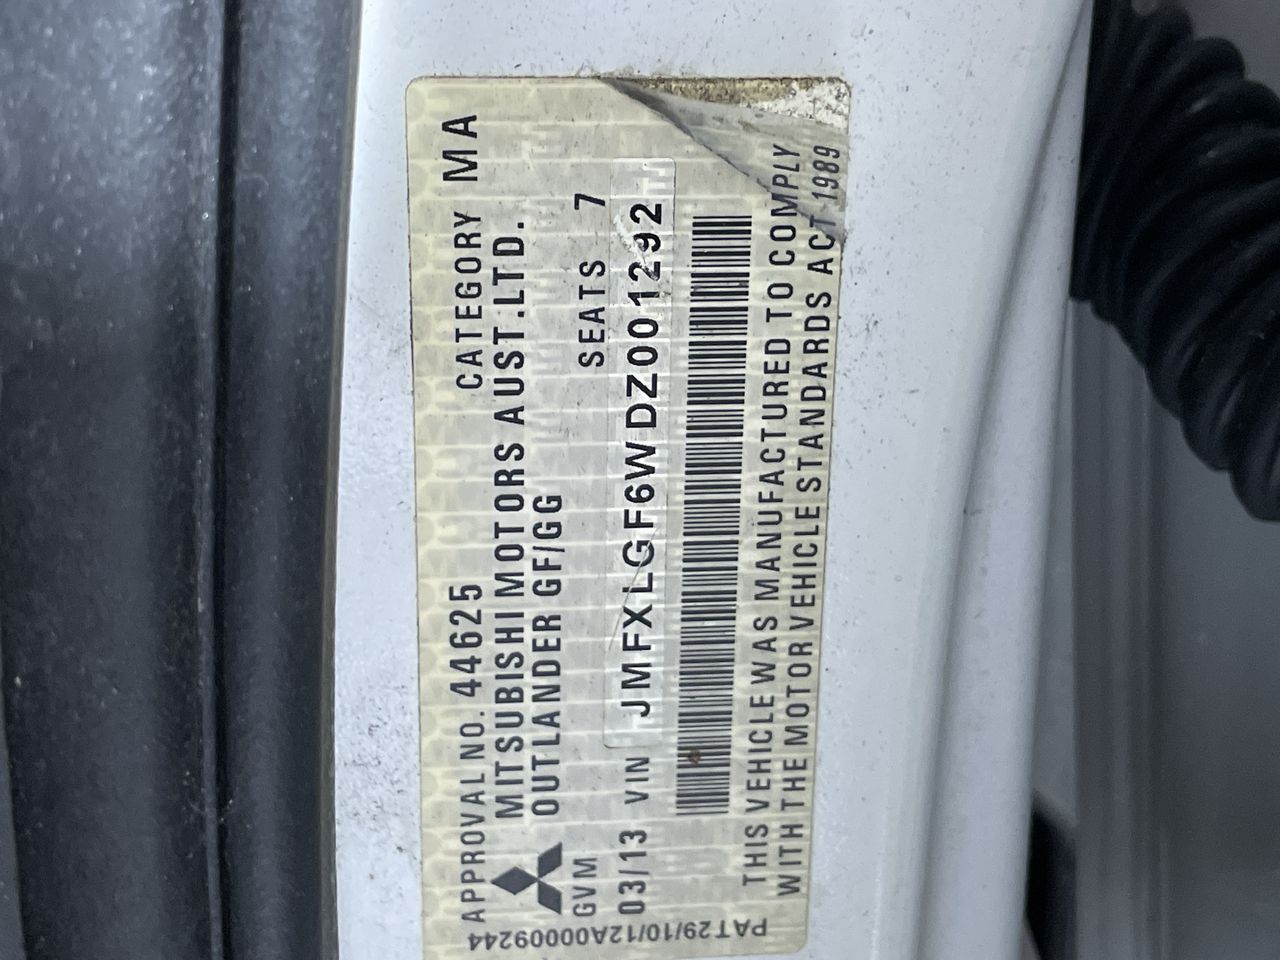 APPROVAL NO. 44625 CATEGORY MA
MITSUBISHI MOTORS AUST.LTD.
OUTLANDER GF/GG
GVM SEATS 7
03/13 VIN JMFXLGF6WDZ001292
THIS VEHICLE WAS MANUFACTURED TO COMPLY
WITH THE MOTOR VEHICLE STANDARDS ACT 1989
PAT29/10/12A00009244